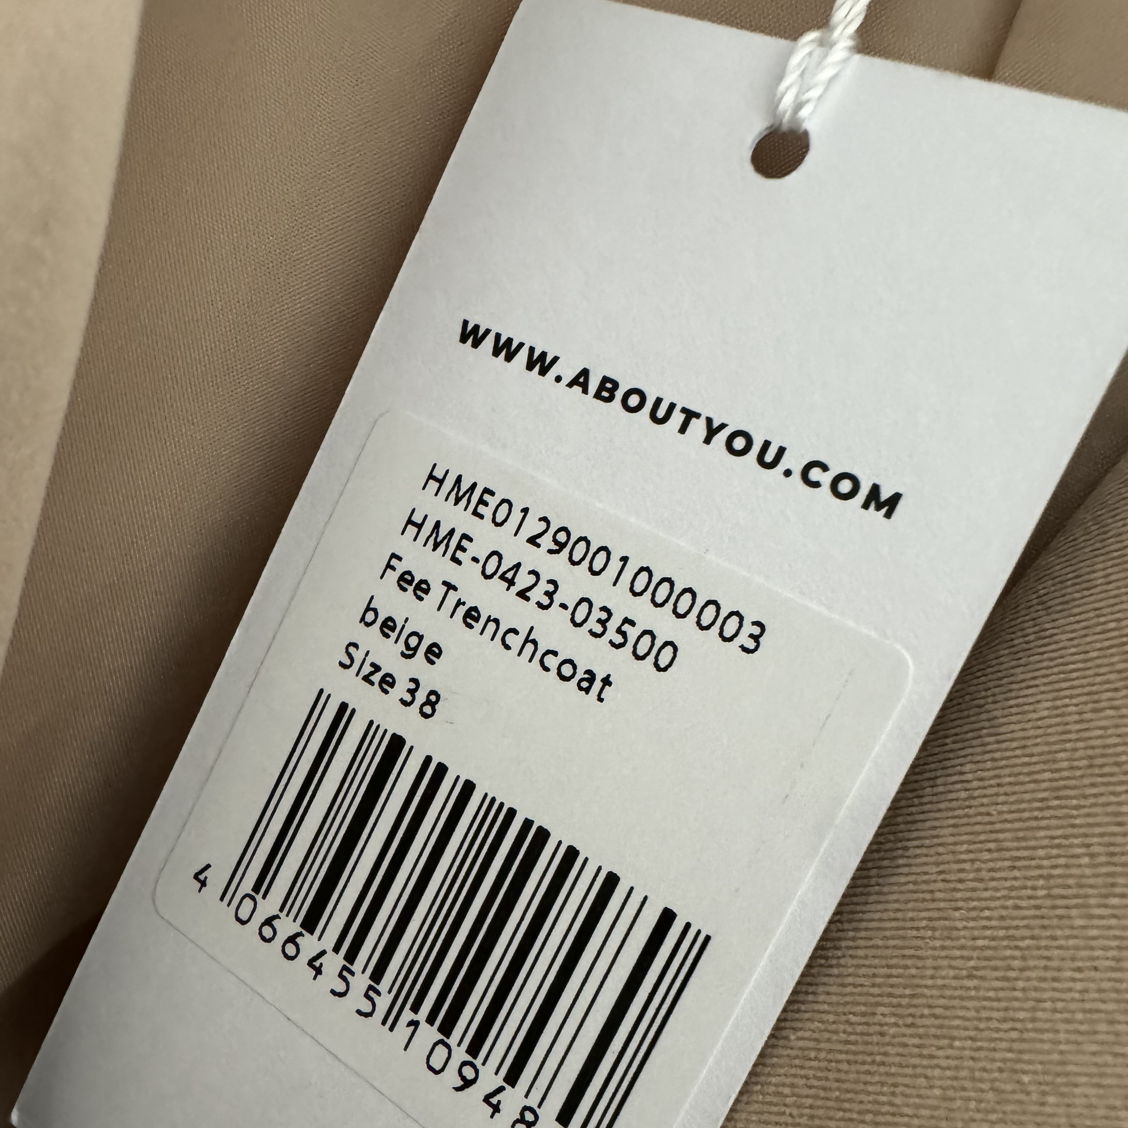 WWW.ABOUTYOU.COM
HME0129001000003
HME-0423-03500
Fee Trenchcoat
beige
Size 38
4 066455 10948